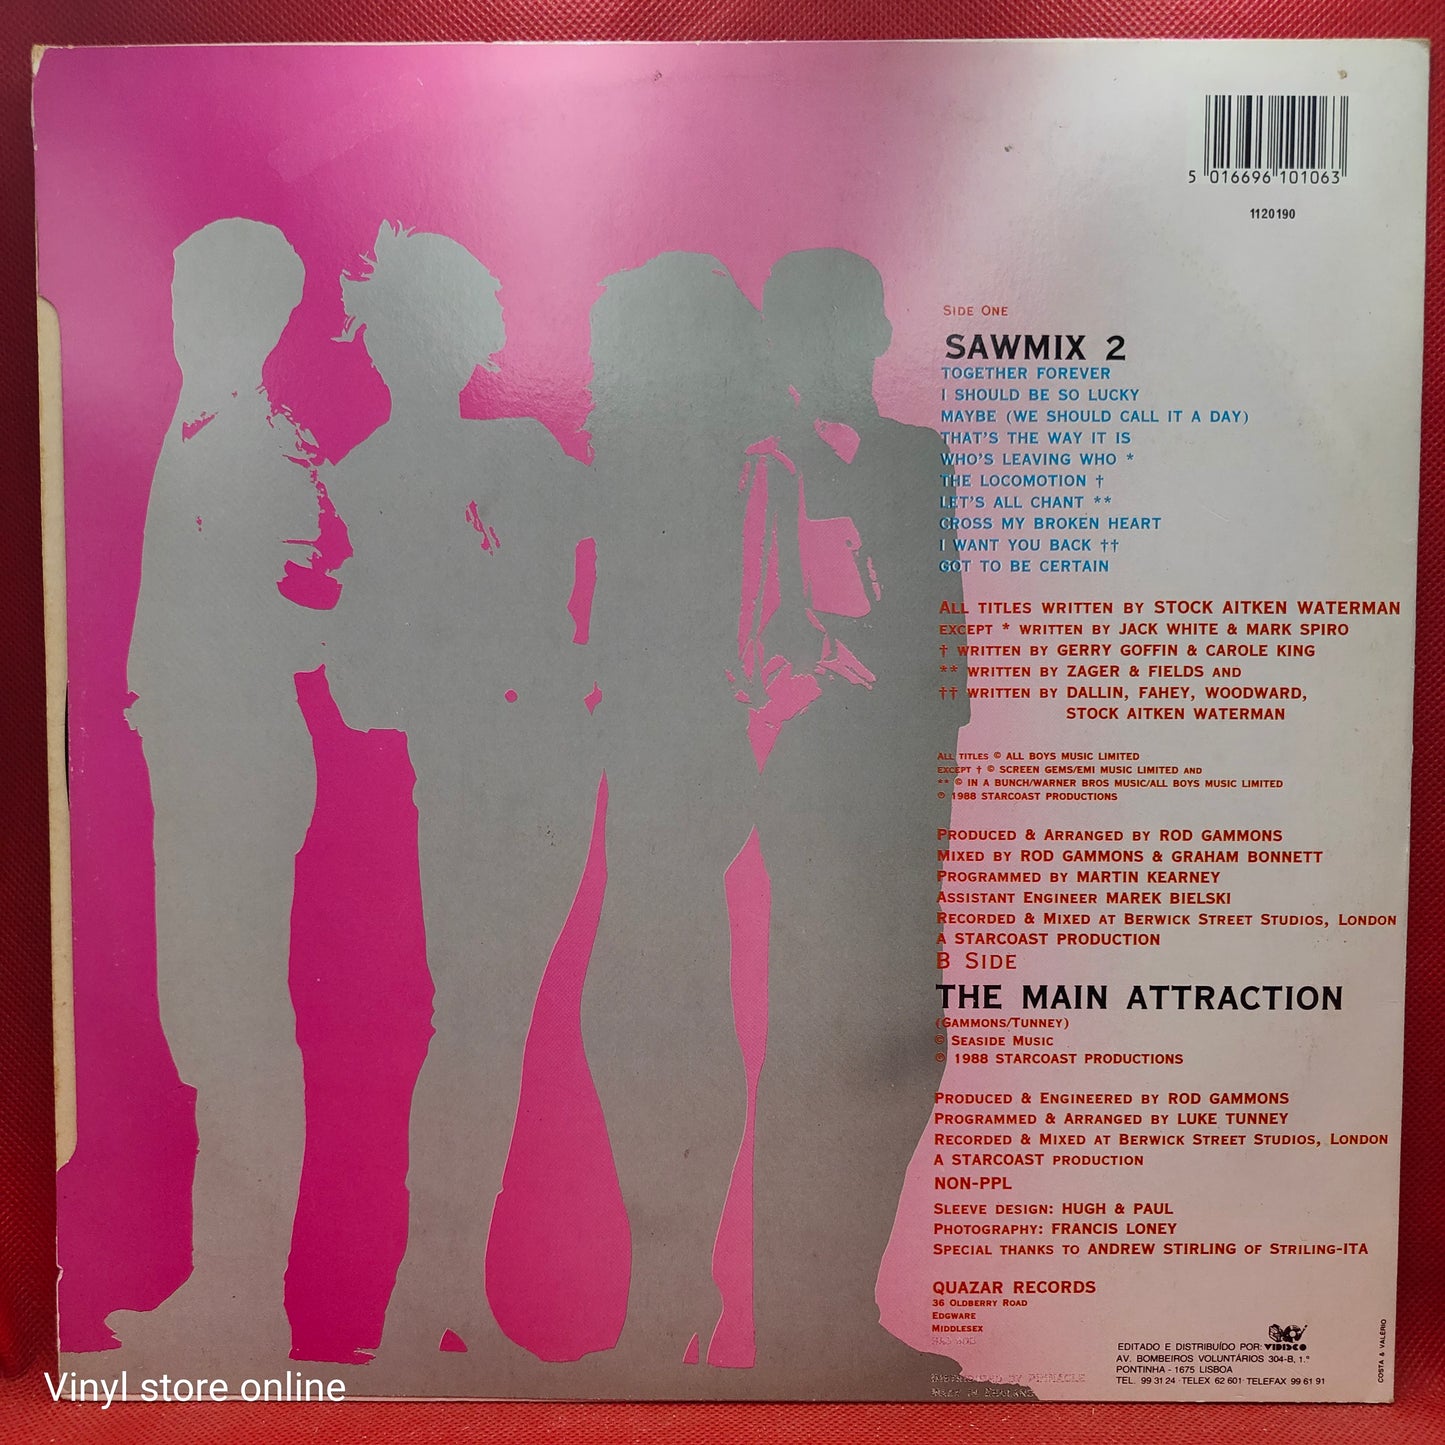 5 016696 101063
1120190
SIDE ONE
SAWMIX 2
TOGETHER FOREVER
I SHOULD BE SO LUCKY
MAYBE (WE SHOULD CALL IT A DAY)
THAT'S THE WAY IT IS
WHO'S LEAVING WHO *
THE LOCOMOTION †
LET'S ALL CHANT **
CROSS MY BROKEN HEART
I WANT YOU BACK ††
GOT TO BE CERTAIN
ALL TITLES WRITTEN BY STOCK AITKEN WATERMAN
EXCEPT * WRITTEN BY JACK WHITE & MARK SPIRO
† WRITTEN BY GERRY GOFFIN & CAROLE KING
** WRITTEN BY ZAGER & FIELDS AND
†† WRITTEN BY DALLIN, FAHEY, WOODWARD,
STOCK AITKEN WATERMAN
ALL TITLES © ALL BOYS MUSIC LIMITED
EXCEPT † © SCREEN GEMS/EMI MUSIC LIMITED AND
** © IN A BUNCH/WARNER BROS MUSIC/ALL BOYS MUSIC LIMITED
℗ 1988 STARCOAST PRODUCTIONS
PRODUCED & ARRANGED BY ROD GAMMONS
MIXED BY ROD GAMMONS & GRAHAM BONNETT
PROGRAMMED BY MARTIN KEARNEY
ASSISTANT ENGINEER MAREK BIELSKI
RECORDED & MIXED AT BERWICK STREET STUDIOS, LONDON
A STARCOAST PRODUCTION
B SIDE
THE MAIN ATTRACTION
(GAMMONS/TUNNEY)
© SEASIDE MUSIC
℗ 1988 STARCOAST PRODUCTIONS
PRODUCED & ENGINEERED BY ROD GAMMONS
PROGRAMMED & ARRANGED BY LUKE TUNNEY
RECORDED & MIXED AT BERWICK STREET STUDIOS, LONDON
A STARCOAST PRODUCTION
NON-PPL
SLEEVE DESIGN: HUGH & PAUL
PHOTOGRAPHY: FRANCIS LONEY
SPECIAL THANKS TO ANDREW STIRLING OF STRILING-ITA
QUAZAR RECORDS
36 OLDBERRY ROAD
EDGWARE
MIDDLESEX
DISTRIBUTED BY PINNACLE
MADE IN ENGLAND
VIDISCO
EDITADO E DISTRIBUÍDO POR:
AV. BOMBEIROS VOLUNTÁRIOS 304-B, 1.º
PONTINHA - 1675 LISBOA
TEL. 99 31 24 - TELEX 62 601 - TELEFAX 99 61 91
COSTA & VALÉRIO
Vinyl store online